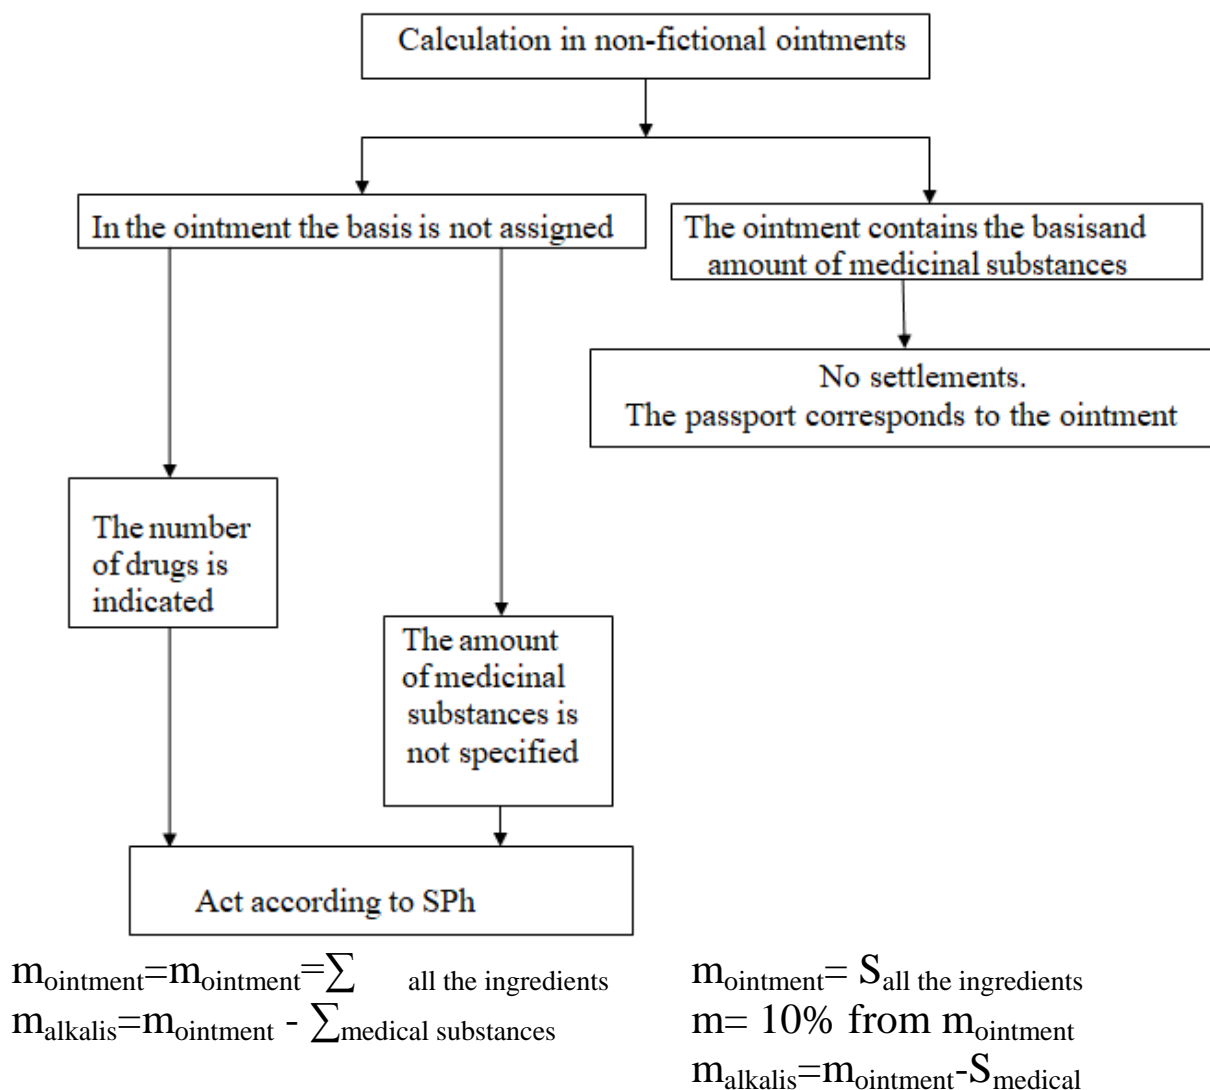 Calculation in non-fictional ointments
In the ointment the basis is not assigned
The ointment contains the basisand
amount of medicinal substances
No settlements.
The passport corresponds to the ointment
The number
of drugs is
indicated
The amount
of medicinal
substances is
not specified
Act according to SPh
mointment=mointment=∑ all the ingredients
malkalis=mointment - ∑medical substances
mointment= Sall the ingredients
m= 10% from mointment
malkalis=mointment-Smedical